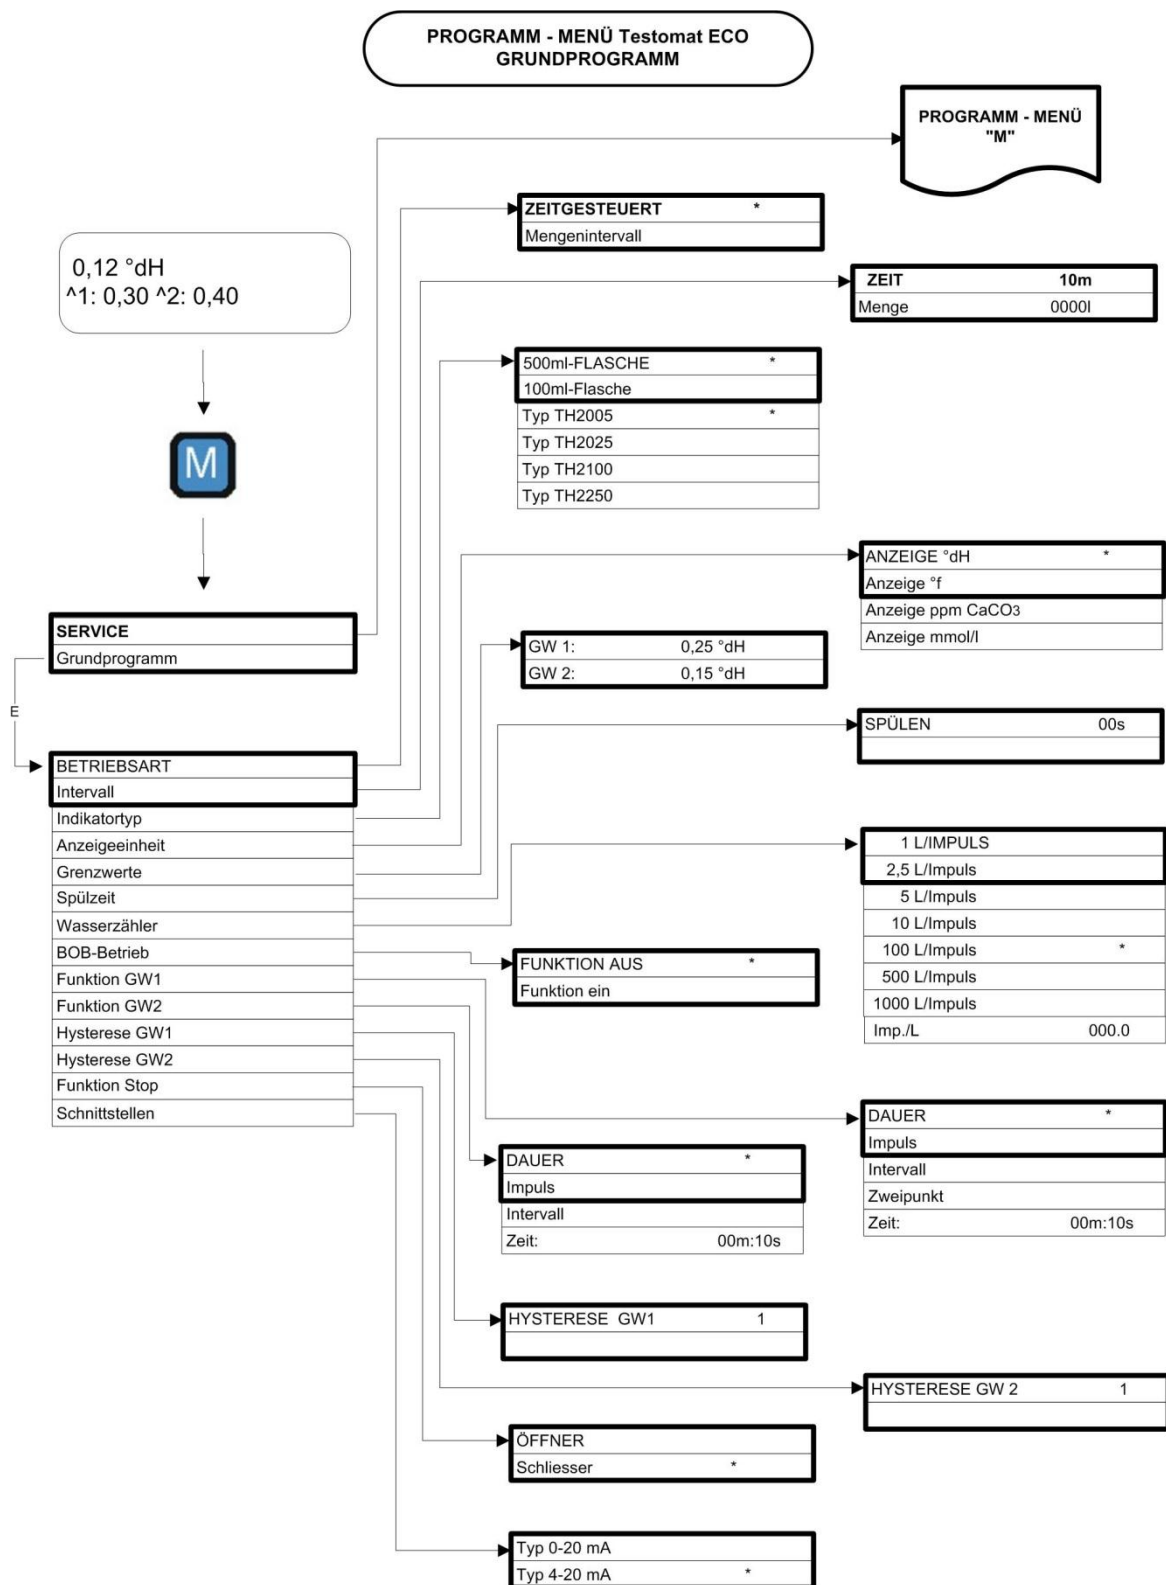 PROGRAMM - MENÜ Testomat ECO
GRUNDPROGRAMM
PROGRAMM - MENÜ
"M"
ZEITGESTEUERT *
Mengenintervall
0,12 °dH
^1: 0,30 ^2: 0,40
ZEIT 10m
Menge 0000l
500ml-FLASCHE *
100ml-Flasche
Typ TH2005 *
Typ TH2025
Typ TH2100
Typ TH2250
M
ANZEIGE °dH *
Anzeige °f
Anzeige ppm CaCO3
Anzeige mmol/l
SERVICE
Grundprogramm
GW 1: 0,25 °dH
GW 2: 0,15 °dH
E
SPÜLEN 00s
BETRIEBSART
Intervall
Indikatortyp
Anzeigeeinheit
Grenzwerte
Spülzeit
Wasserzähler
BOB-Betrieb
Funktion GW1
Funktion GW2
Hysterese GW1
Hysterese GW2
Funktion Stop
Schnittstellen
1 L/IMPULS
2,5 L/Impuls
5 L/Impuls
10 L/Impuls
100 L/Impuls *
500 L/Impuls
1000 L/Impuls
Imp./L 000.0
FUNKTION AUS *
Funktion ein
DAUER *
Impuls
Intervall
Zweipunkt
Zeit: 00m:10s
DAUER *
Impuls
Intervall
Zeit: 00m:10s
HYSTERESE GW1 1
HYSTERESE GW 2 1
ÖFFNER
Schliesser *
Typ 0-20 mA
Typ 4-20 mA *